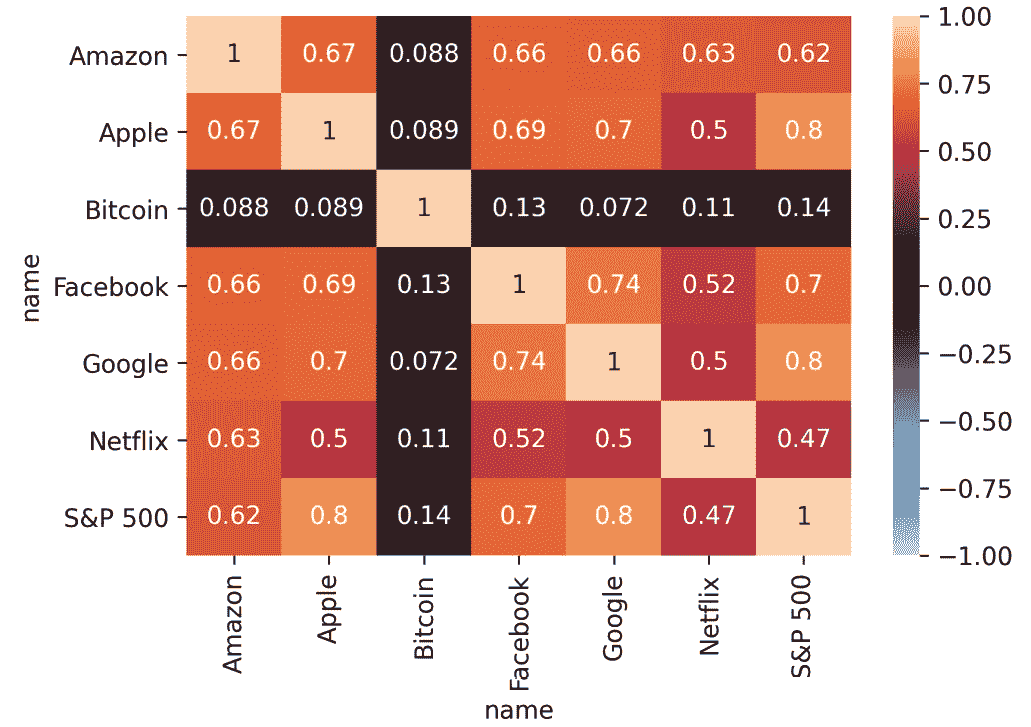 Amazon 1 0.67 0.088 0.66 0.66 0.63 0.62
Apple 0.67 1 0.089 0.69 0.7 0.5 0.8
Bitcoin 0.088 0.089 1 0.13 0.072 0.11 0.14
Facebook 0.66 0.69 0.13 1 0.74 0.52 0.7
Google 0.66 0.7 0.072 0.74 1 0.5 0.8
Netflix 0.63 0.5 0.11 0.52 0.5 1 0.47
S&P 500 0.62 0.8 0.14 0.7 0.8 0.47 1
name
Amazon Apple Bitcoin Facebook Google Netflix S&P 500
name
1.00
0.75
0.50
0.25
0.00
−0.25
−0.50
−0.75
−1.00